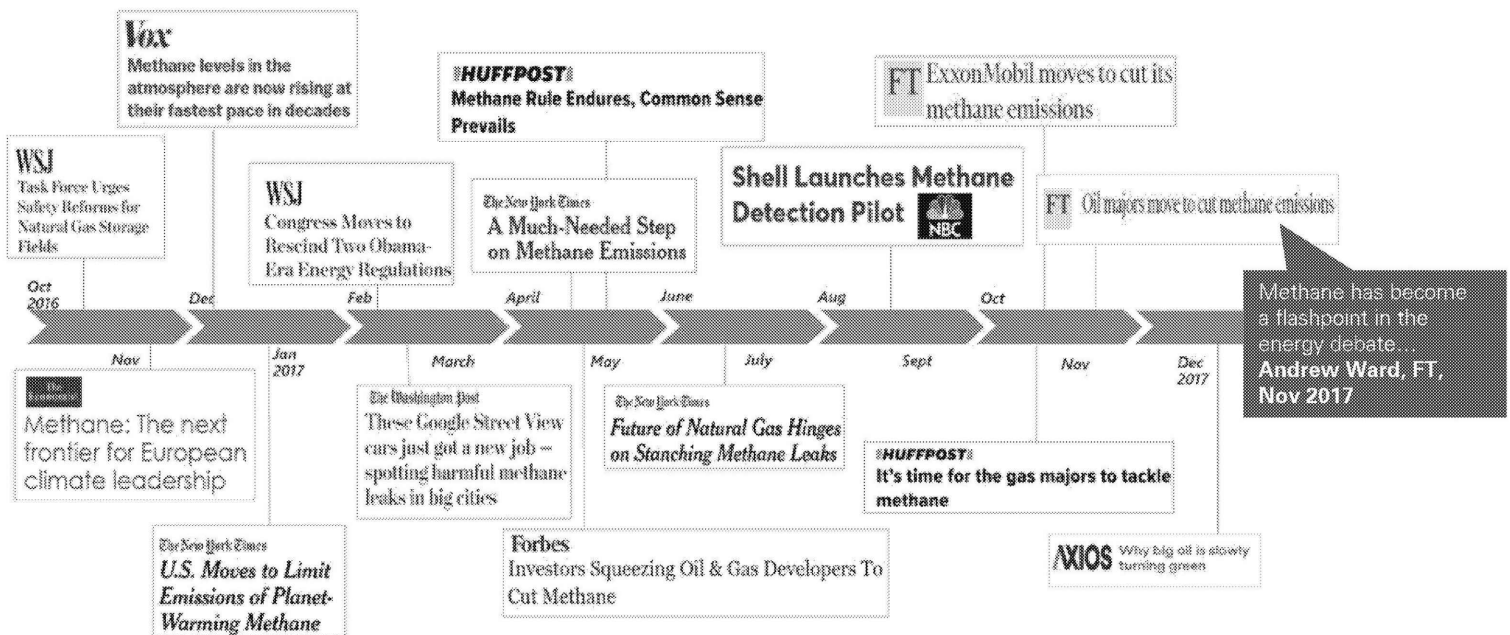 Vox
Methane levels in the
atmosphere are now rising at
their fastest pace in decades
HUFFPOST
Methane Rule Endures, Common Sense
Prevails
FT ExxonMobil moves to cut its
methane emissions
WSJ
Task Force Urges
Safety Reforms for
Natural Gas Storage
Fields
WSJ
Congress Moves to
Rescind Two Obama-
Era Energy Regulations
The New York Times
A Much-Needed Step
on Methane Emissions
Shell Launches Methane
Detection Pilot
NBC
FT Oil majors move to cut methane emissions
Methane has become
a flashpoint in the
energy debate...
Andrew Ward, FT,
Nov 2017
Oct
2016
Dec
Feb
April
June
Aug
Oct
Nov
Jan
2017
March
May
July
Sept
Nov
Dec
2017
The
Economist
Methane: The next
frontier for European
climate leadership
The Washington Post
These Google Street View
cars just got a new job –
spotting harmful methane
leaks in big cities
The New York Times
Future of Natural Gas Hinges
on Stanching Methane Leaks
HUFFPOST
It's time for the gas majors to tackle
methane
The New York Times
U.S. Moves to Limit
Emissions of Planet-
Warming Methane
Forbes
Investors Squeezing Oil & Gas Developers To
Cut Methane
AXIOS Why big oil is slowly
turning green